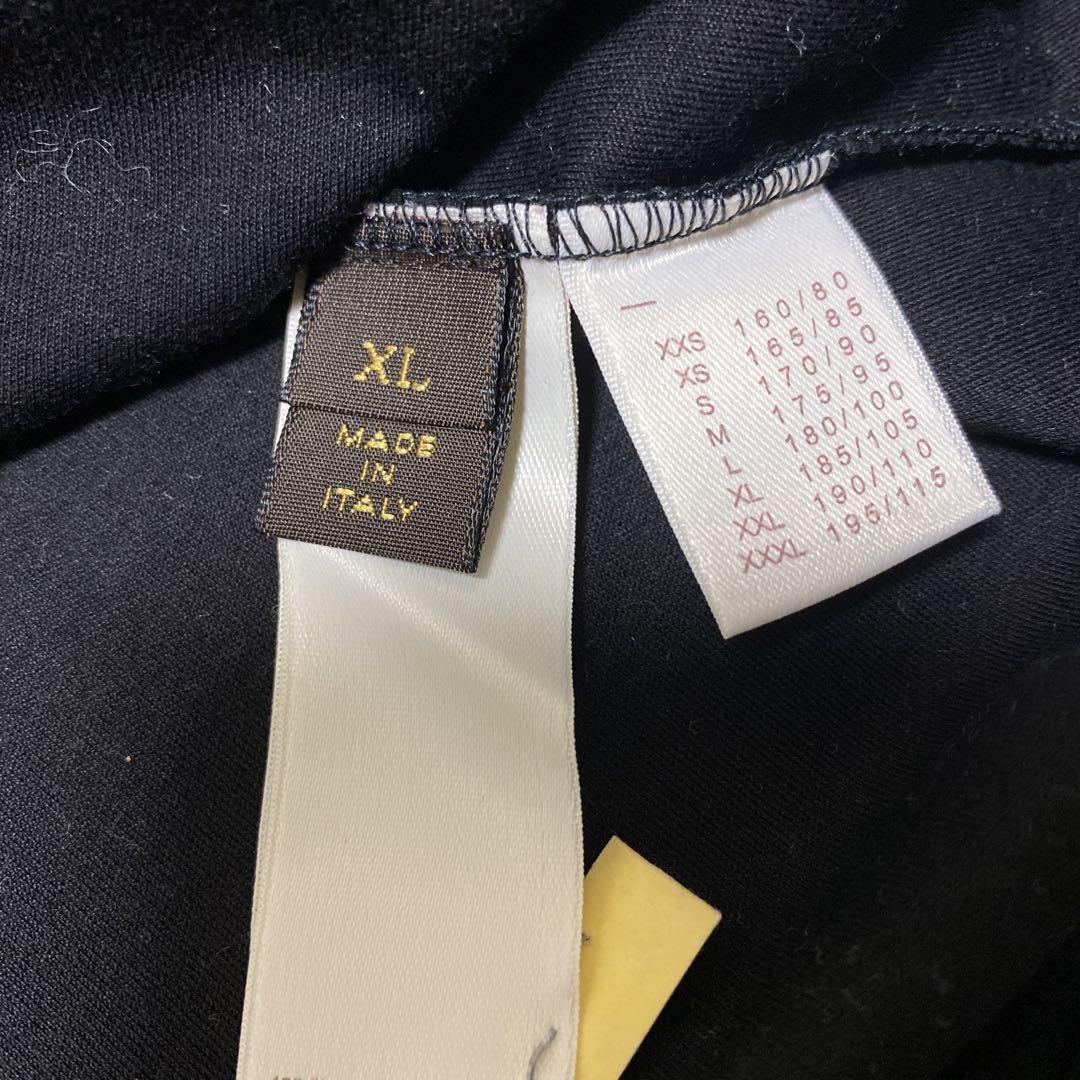 XL
MADE
IN
ITALY
XXS 160/80
XS 165/85
S 170/90
M 175/95
L 180/100
XL 185/105
XXL 190/110
XXXL 195/115